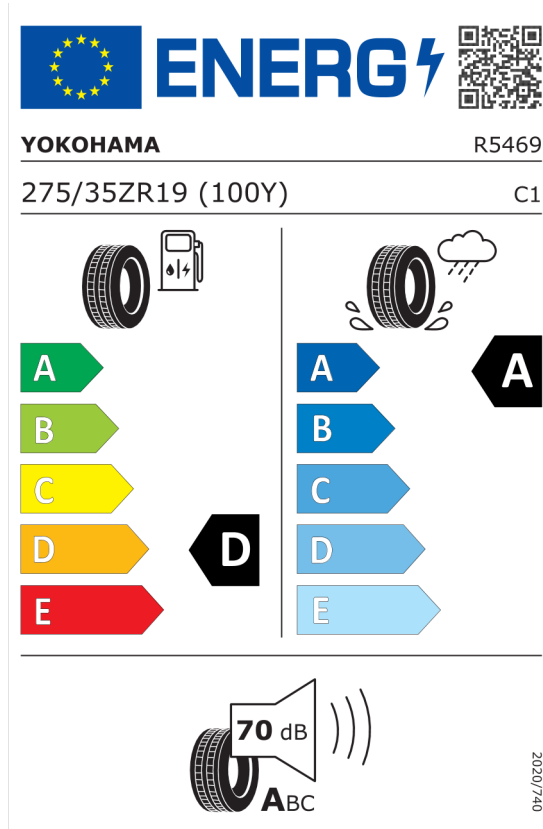 ENERG
YOKOHAMA R5469
275/35ZR19 (100Y) C1
A A A
B B
C C
D D D
E E
70 dB
ABC
2020/740